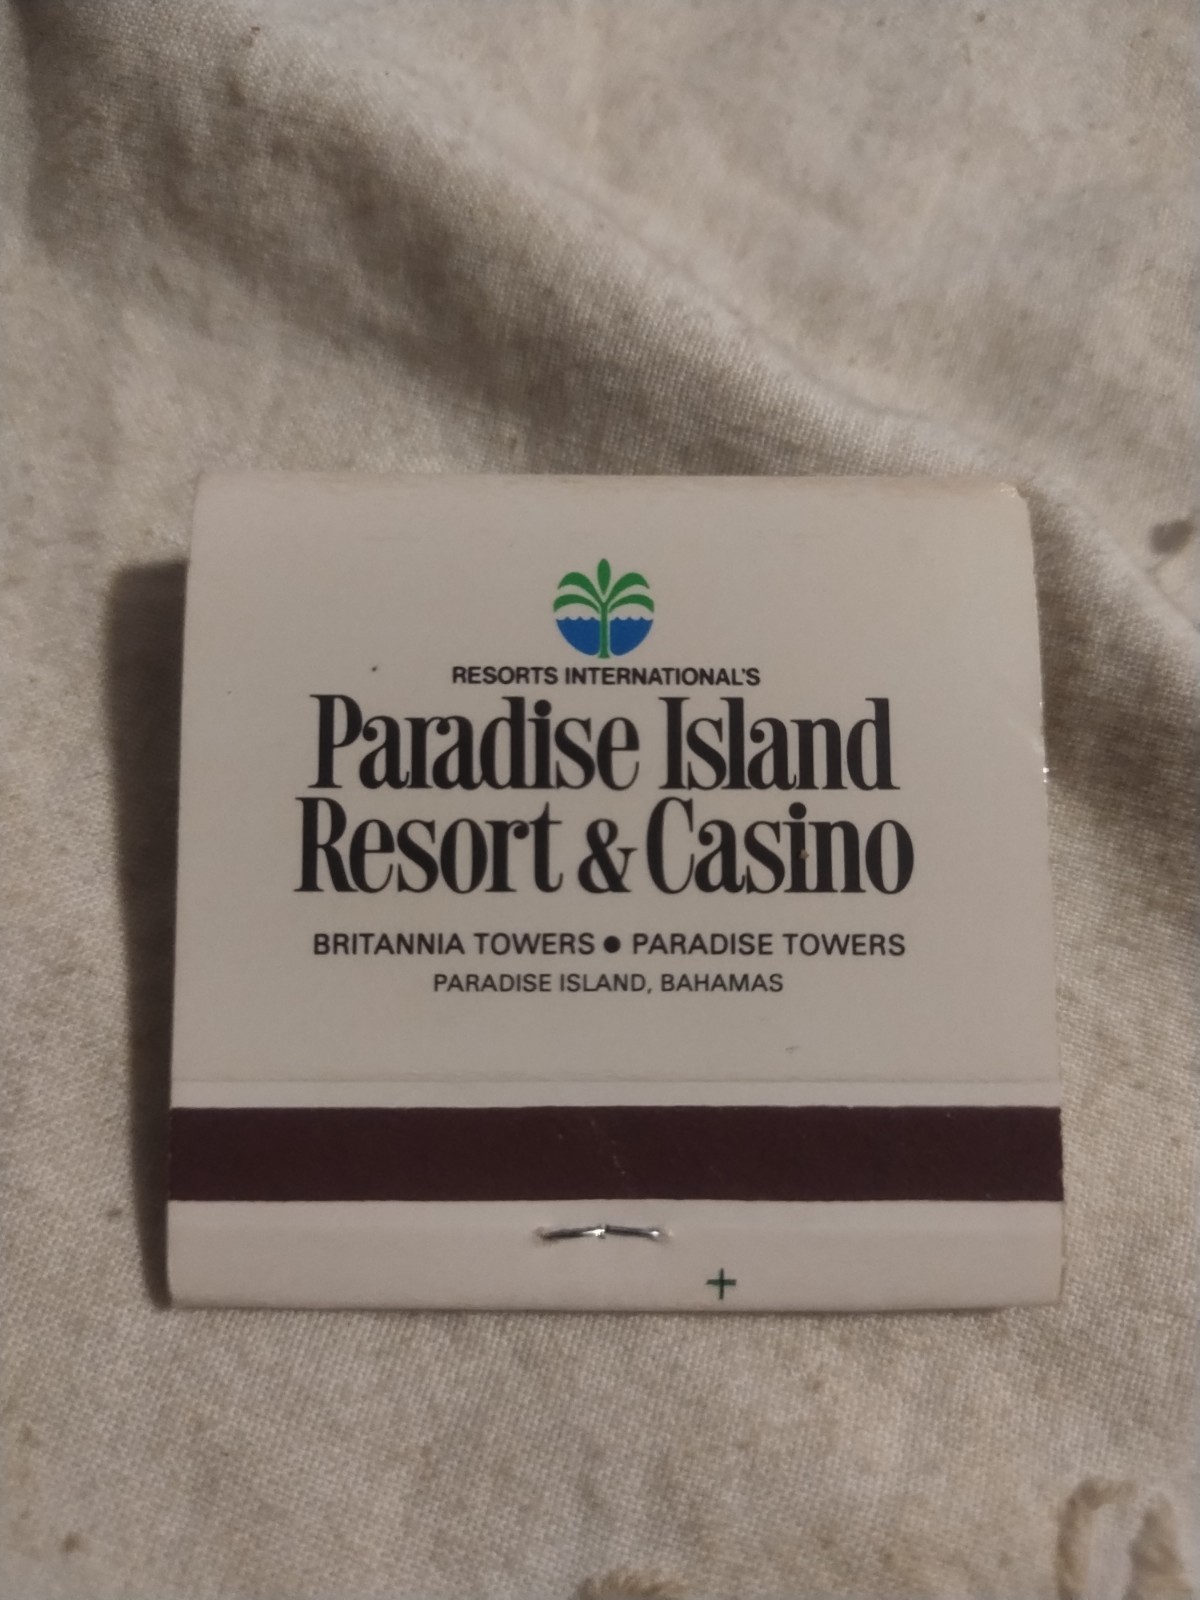 RESORTS INTERNATIONAL'S
Paradise Island
Resort & Casino
BRITANNIA TOWERS ● PARADISE TOWERS
PARADISE ISLAND, BAHAMAS
+